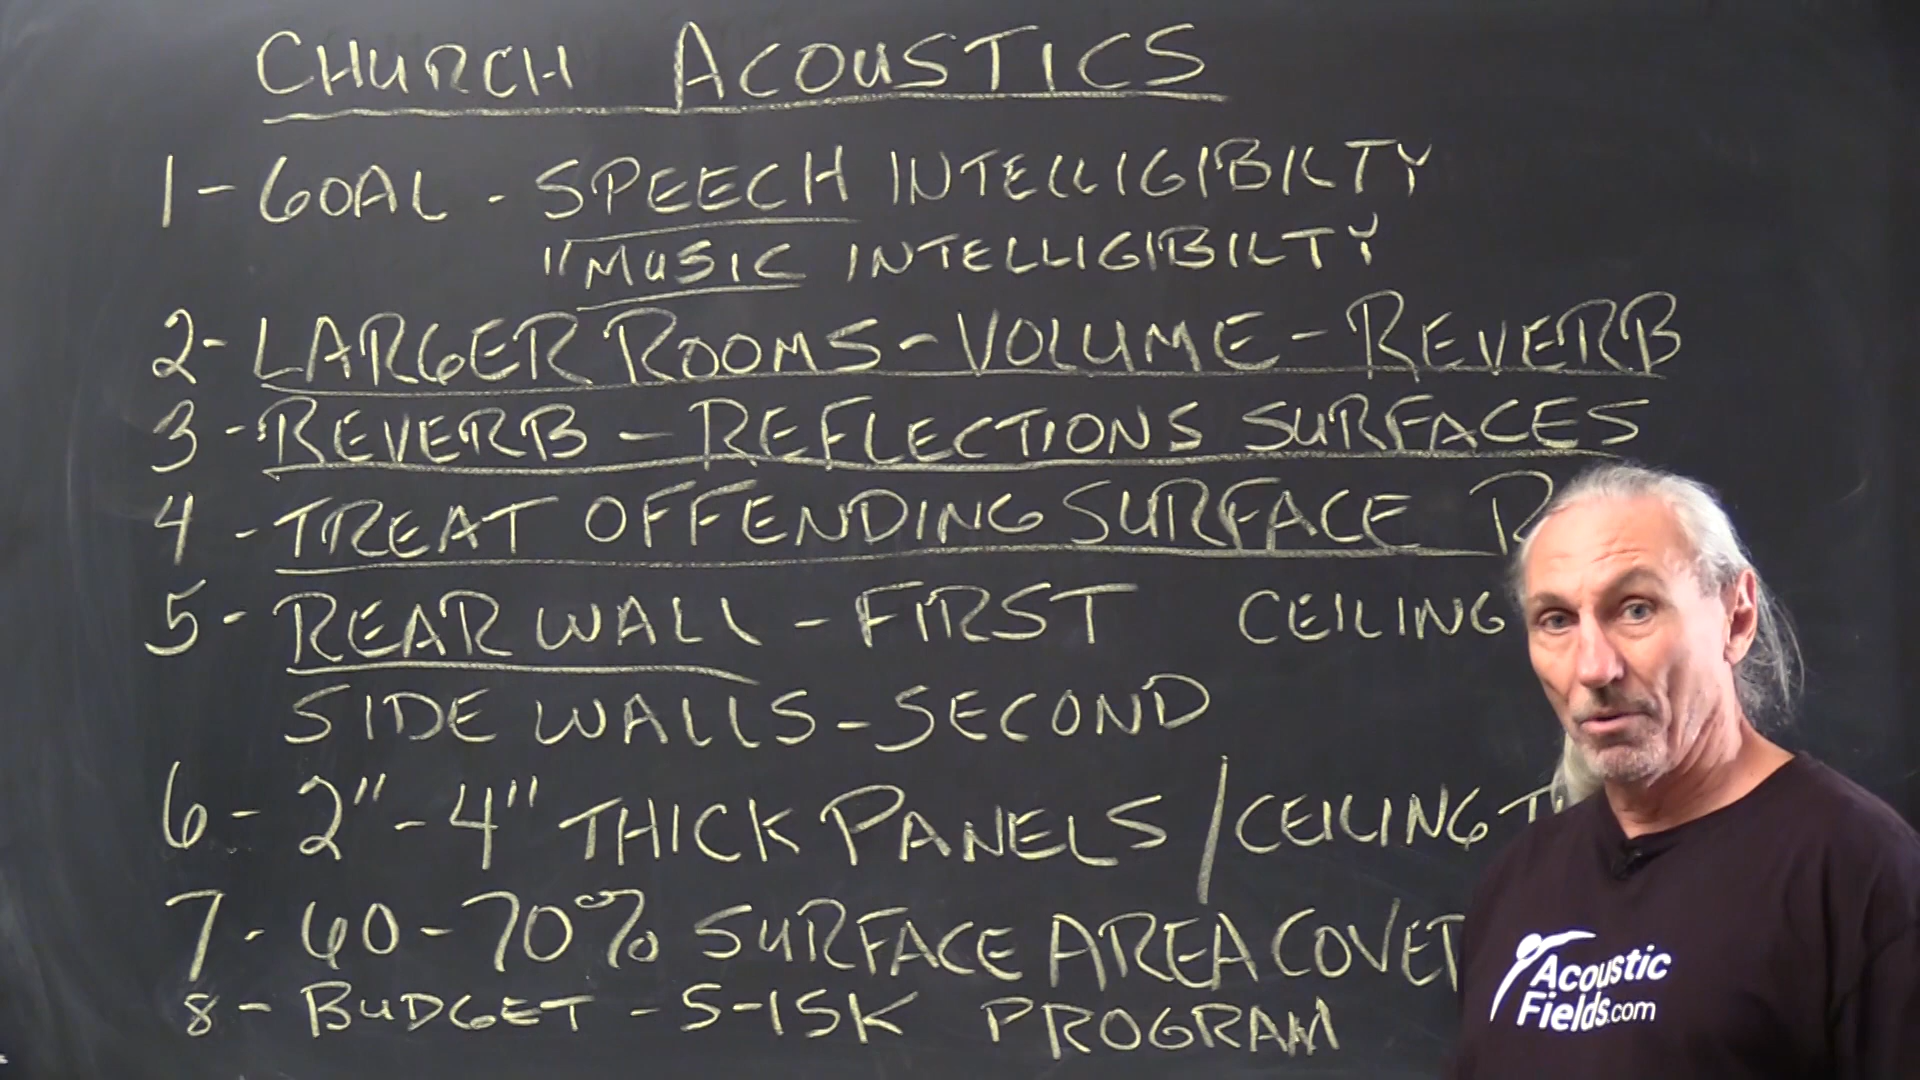 CHURCH ACOUSTICS
1 - GOAL - SPEECH INTELLIGIBILTY
"MUSIC INTELLIGIBILTY
2 - LARGER ROOMS - VOLUME - REVERB
3 - REVERB - REFLECTIONS SURFACES
4 - TREAT OFFENDING SURFACE
5 - REAR WALL - FIRST CEILING
SIDE WALLS - SECOND
6 - 2" - 4" THICK PANELS / CEILING
7 - 60 - 70% SURFACE AREA
8 - BUDGET - 5-15K PROGRAM
Acoustic
Fields.com